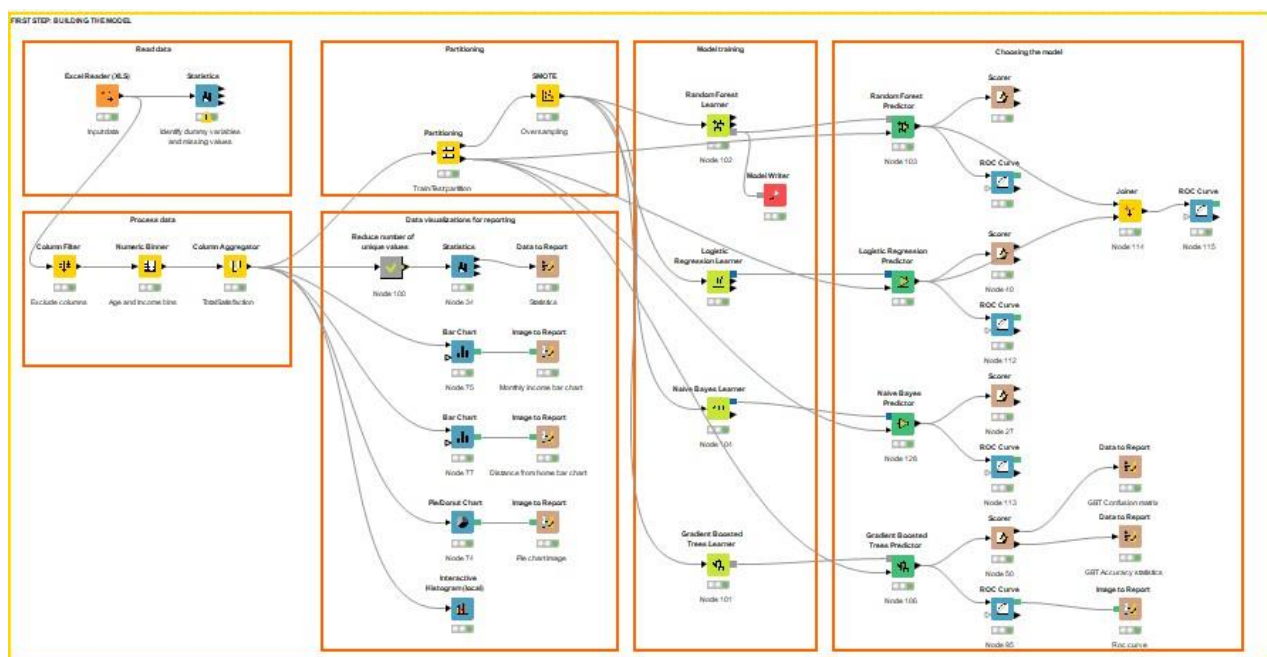 FIRST STEP: BUILDING THE MODEL
Read data
Excel Reader (XLS)
Input data
Statistics
Identify dummy variables
and missing values
Process data
Column Filter
Exclude columns
Numeric Binner
Age and Income bins
Column Aggregator
TotalSatisfaction
Partitioning
Partitioning
Train/Test partition
SMOTE
Oversampling
Data visualizations for reporting
Reduce number of
unique values
Node 100
Statistics
Node 34
Data to Report
Statistics
Bar Chart
Node 75
Image to Report
Monthly income bar chart
Bar Chart
Node 77
Image to Report
Distance from home bar chart
Pie/Donut Chart
Node 74
Image to Report
Pie chart image
Interactive
Histogram (local)
Model training
Random Forest
Learner
Node 102
Model Writer
Logistic
Regression Learner
Naive Bayes Learner
Node 104
Gradient Boosted
Trees Learner
Node 101
Choosing the model
Random Forest
Predictor
Node 103
Scorer
ROC Curve
Joiner
Node 114
ROC Curve
Node 115
Logistic Regression
Predictor
Scorer
Node 40
ROC Curve
Node 112
Naive Bayes
Predictor
Node 126
Scorer
Node 27
ROC Curve
Node 113
Gradient Boosted
Trees Predictor
Node 106
Scorer
Node 50
ROC Curve
Node 85
Data to Report
GBT Confusion matrix
Data to Report
GBT Accuracy statistics
Image to Report
Roc curve